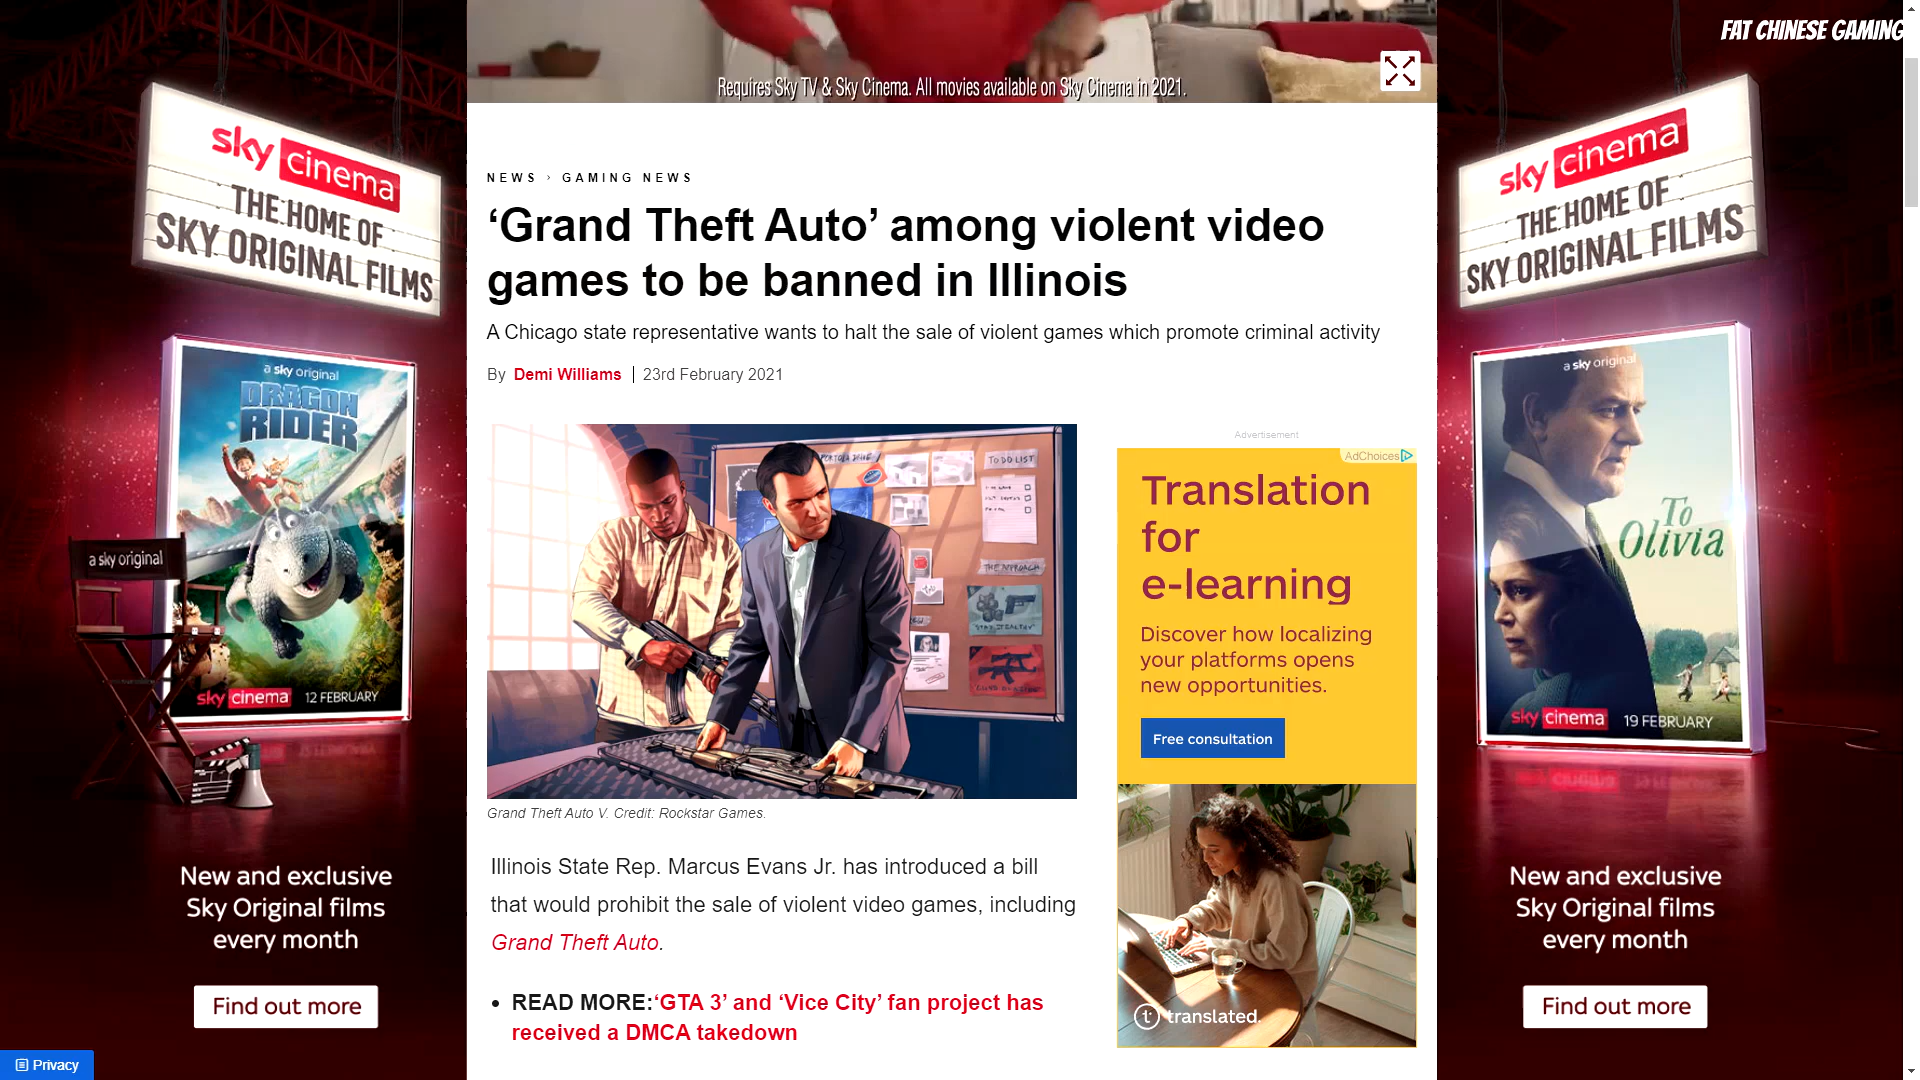 FAT CHINESE GAMING
Requires Sky TV & Sky Cinema. All movies available on Sky Cinema in 2021.
sky cinema
THE HOME OF
SKY ORIGINAL FILMS
a sky original
DRAGON
RIDER
a sky original
sky cinema 12 FEBRUARY
New and exclusive
Sky Original films
every month
Find out more
Privacy
NEWS › GAMING NEWS
‘Grand Theft Auto’ among violent video
games to be banned in Illinois
A Chicago state representative wants to halt the sale of violent games which promote criminal activity
By Demi Williams | 23rd February 2021
PORTOLA DRIVE
TO DO LIST
THE APPROACH
Grand Theft Auto V. Credit: Rockstar Games.
Illinois State Rep. Marcus Evans Jr. has introduced a bill
that would prohibit the sale of violent video games, including
Grand Theft Auto.
• READ MORE:‘GTA 3’ and ‘Vice City’ fan project has
received a DMCA takedown
Advertisement
AdChoices
Translation
for
e-learning
Discover how localizing
your platforms opens
new opportunities.
Free consultation
t translated.
sky cinema
THE HOME OF
SKY ORIGINAL FILMS
a sky original
To
Olivia
sky cinema 19 FEBRUARY
New and exclusive
Sky Original films
every month
Find out more